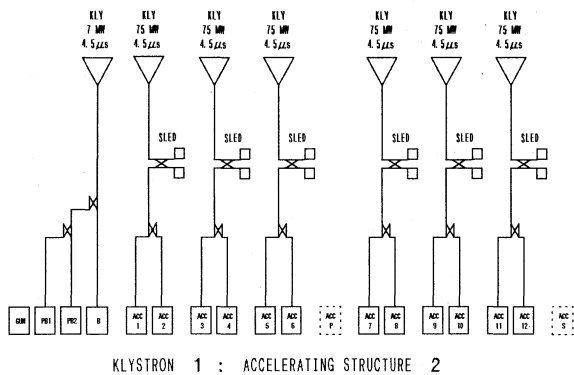 KLY KLY KLY KLY KLY KLY KLY
7 MW 75 MW 75 MW 75 MW 75 MW 75 MW 75 MW
4.5μs 4.5μs 4.5μs 4.5μs 4.5μs 4.5μs 4.5μs
SLED SLED SLED SLED SLED SLED
GUN PB1 PB2 B ACC 1 ACC 2 ACC 3 ACC 4 ACC 5 ACC 6 ACC P ACC 7 ACC 8 ACC 9 ACC 10 ACC 11 ACC 12 ACC S
KLYSTRON 1 : ACCELERATING STRUCTURE 2